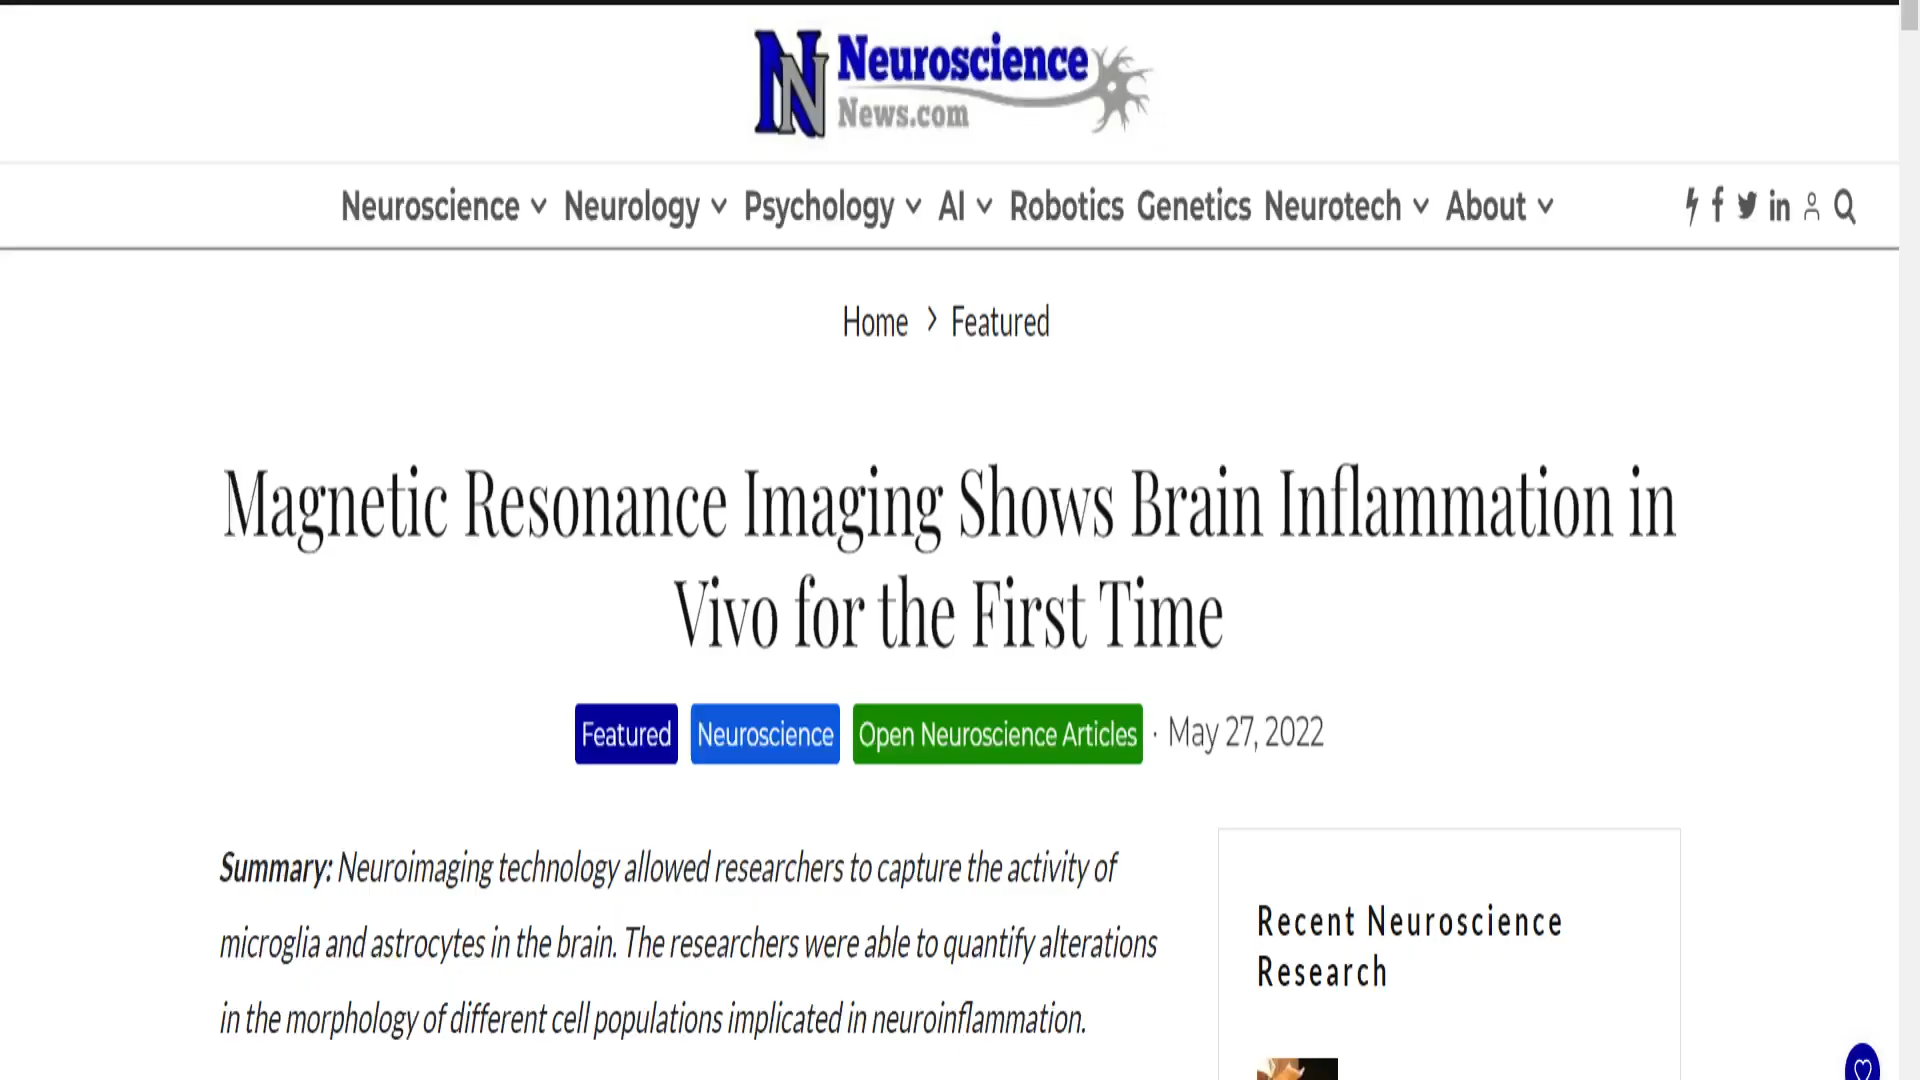 NN Neuroscience
News.com
Neuroscience Neurology Psychology AI Robotics Genetics Neurotech About
Home > Featured
Magnetic Resonance Imaging Shows Brain Inflammation in
Vivo for the First Time
Featured Neuroscience Open Neuroscience Articles · May 27, 2022
Summary: Neuroimaging technology allowed researchers to capture the activity of
microglia and astrocytes in the brain. The researchers were able to quantify alterations
in the morphology of different cell populations implicated in neuroinflammation.
Recent Neuroscience
Research